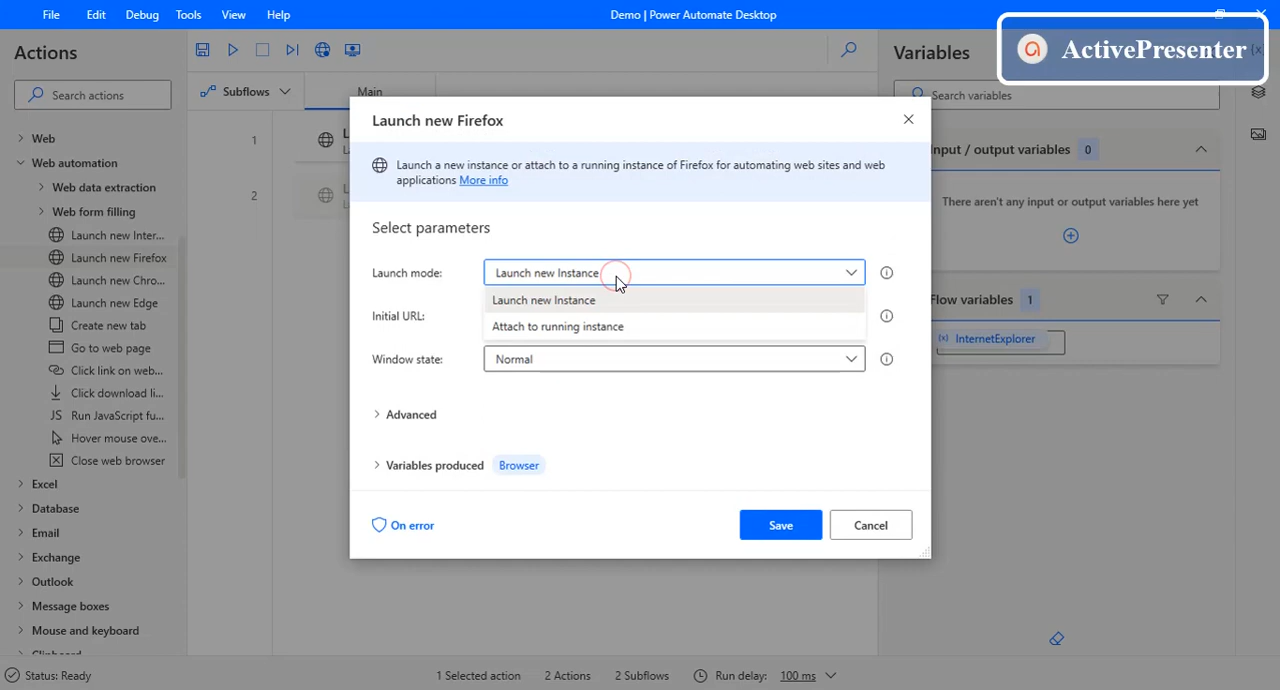 File Edit Debug Tools View Help
Demo | Power Automate Desktop
ActivePresenter
Actions
Search actions
Web
Web automation
Web data extraction
Web form filling
Launch new Inter...
Launch new Firefox
Launch new Chro...
Launch new Edge
Create new tab
Go to web page
Click link on web...
Click download li...
JS Run JavaScript fu...
Hover mouse ove...
Close web browser
Excel
Database
Email
Exchange
Outlook
Message boxes
Mouse and keyboard
Subflows
Main
1
2
Launch new Firefox
Launch a new instance or attach to a running instance of Firefox for automating web sites and web
applications More info
Select parameters
Launch mode: Launch new Instance
Launch new Instance
Initial URL:
Attach to running instance
Window state: Normal
Advanced
Variables produced Browser
On error
Save
Cancel
Variables
Search variables
Input / output variables 0
There aren't any input or output variables here yet
Flow variables 1
(x) InternetExplorer
Status: Ready
1 Selected action
2 Actions
2 Subflows
Run delay: 100 ms